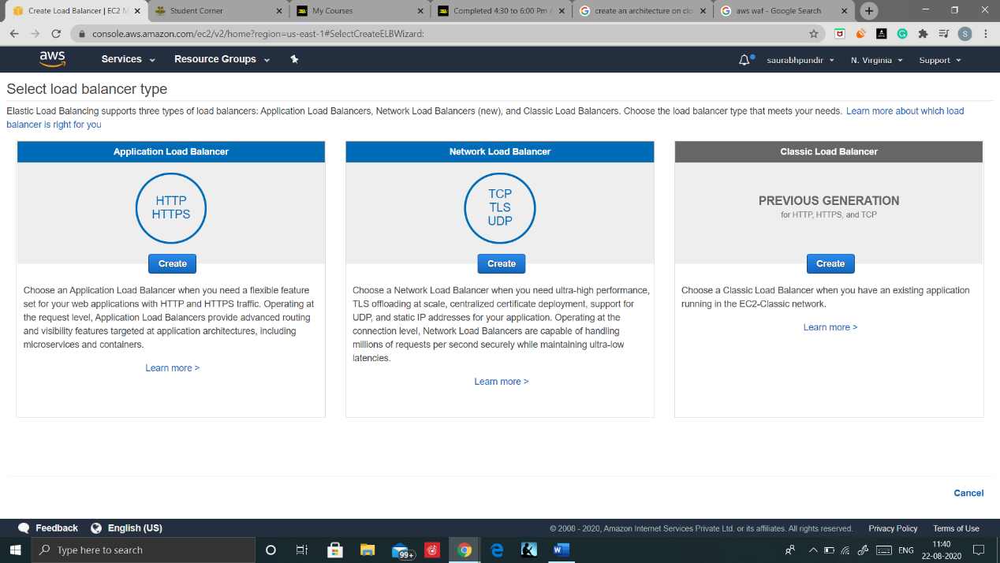 Create Load Balancer | EC2 M
Student Corner
My Courses
Completed 4:30 to 6:00 Pm A
create an architecture on clo
aws waf - Google Search
console.aws.amazon.com/ec2/v2/home?region=us-east-1#SelectCreateELBWizard:
S
aws
Services
Resource Groups
saurabhpundir
N. Virginia
Support
Select load balancer type
Elastic Load Balancing supports three types of load balancers: Application Load Balancers, Network Load Balancers (new), and Classic Load Balancers. Choose the load balancer type that meets your needs. Learn more about which load
balancer is right for you
Application Load Balancer
HTTP
HTTPS
Create
Choose an Application Load Balancer when you need a flexible feature
set for your web applications with HTTP and HTTPS traffic. Operating at
the request level, Application Load Balancers provide advanced routing
and visibility features targeted at application architectures, including
microservices and containers.
Learn more >
Network Load Balancer
TCP
TLS
UDP
Create
Choose a Network Load Balancer when you need ultra-high performance,
TLS offloading at scale, centralized certificate deployment, support for
UDP, and static IP addresses for your application. Operating at the
connection level, Network Load Balancers are capable of handling
millions of requests per second securely while maintaining ultra-low
latencies.
Learn more >
Classic Load Balancer
PREVIOUS GENERATION
for HTTP, HTTPS, and TCP
Create
Choose a Classic Load Balancer when you have an existing application
running in the EC2-Classic network.
Learn more >
Cancel
Feedback
English (US)
© 2008 - 2020, Amazon Internet Services Private Ltd. or its affiliates. All rights reserved.
Privacy Policy
Terms of Use
Type here to search
99+
ENG
11:40
22-08-2020